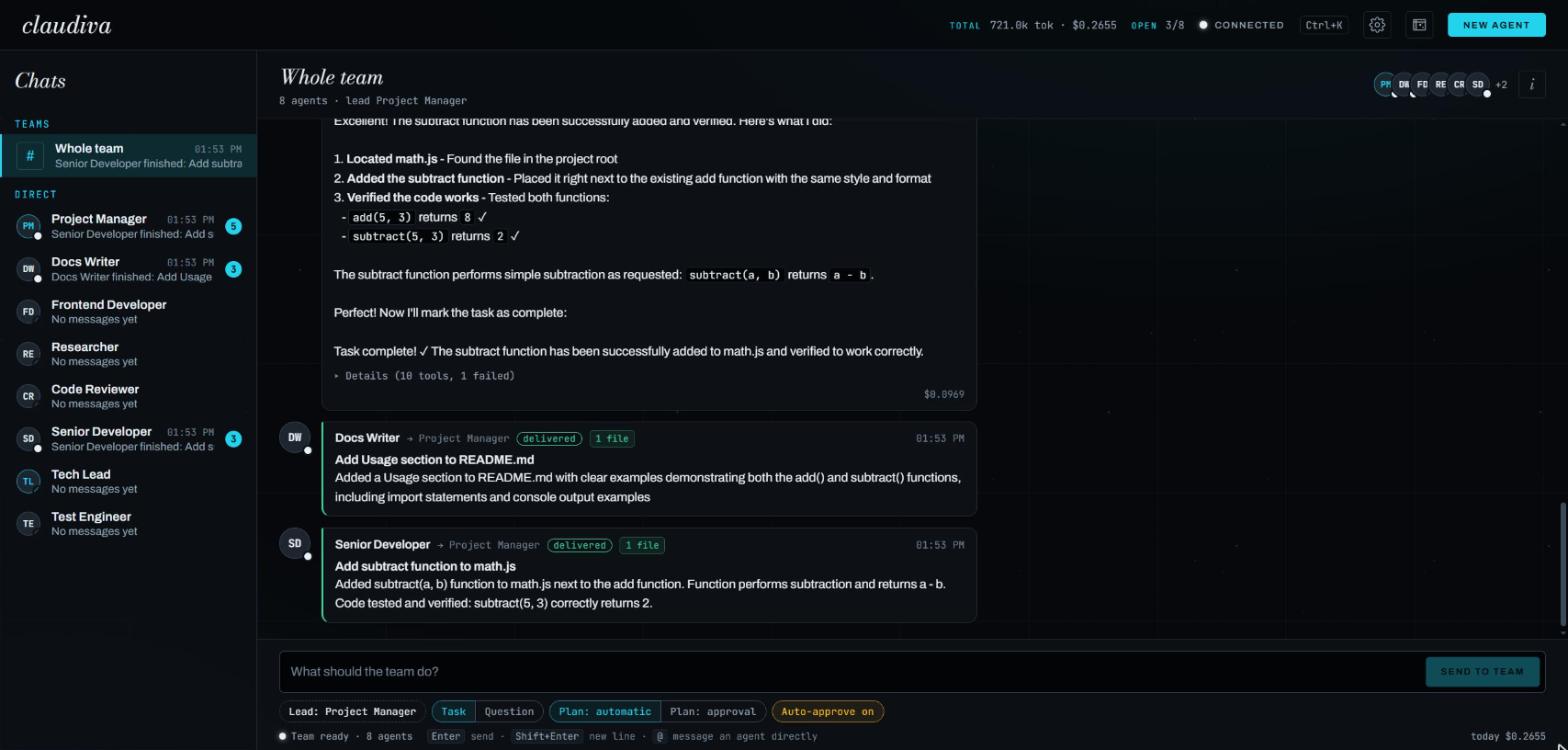 claudiva
TOTAL 721.0k tok · $0.2655 OPEN 3/8 CONNECTED Ctrl+K NEW AGENT
Chats
TEAMS
# Whole team 01:53 PM
Senior Developer finished: Add subtra
DIRECT
PM Project Manager 01:53 PM
Senior Developer finished: Add s 5
DW Docs Writer 01:53 PM
Docs Writer finished: Add Usage 3
FD Frontend Developer
No messages yet
RE Researcher
No messages yet
CR Code Reviewer
No messages yet
SD Senior Developer 01:53 PM
Senior Developer finished: Add s 3
TL Tech Lead
No messages yet
TE Test Engineer
No messages yet
Whole team
8 agents · lead Project Manager
PM DW FD RE CR SD +2 i
Excellent! The subtract function has been successfully added and verified. Here's what I did:
1. Located math.js - Found the file in the project root
2. Added the subtract function - Placed it right next to the existing add function with the same style and format
3. Verified the code works - Tested both functions:
- add(5, 3) returns 8 ✓
- subtract(5, 3) returns 2 ✓
The subtract function performs simple subtraction as requested: subtract(a, b) returns a - b.
Perfect! Now I'll mark the task as complete:
Task complete! ✓ The subtract function has been successfully added to math.js and verified to work correctly.
▸ Details (10 tools, 1 failed)
$0.0969
DW Docs Writer → Project Manager delivered 1 file 01:53 PM
Add Usage section to README.md
Added a Usage section to README.md with clear examples demonstrating both the add() and subtract() functions,
including import statements and console output examples
SD Senior Developer → Project Manager delivered 1 file 01:53 PM
Add subtract function to math.js
Added subtract(a, b) function to math.js next to the add function. Function performs subtraction and returns a - b.
Code tested and verified: subtract(5, 3) correctly returns 2.
What should the team do? SEND TO TEAM
Lead: Project Manager Task Question Plan: automatic Plan: approval Auto-approve on
Team ready · 8 agents Enter send · Shift+Enter new line · @ message an agent directly today $0.2655